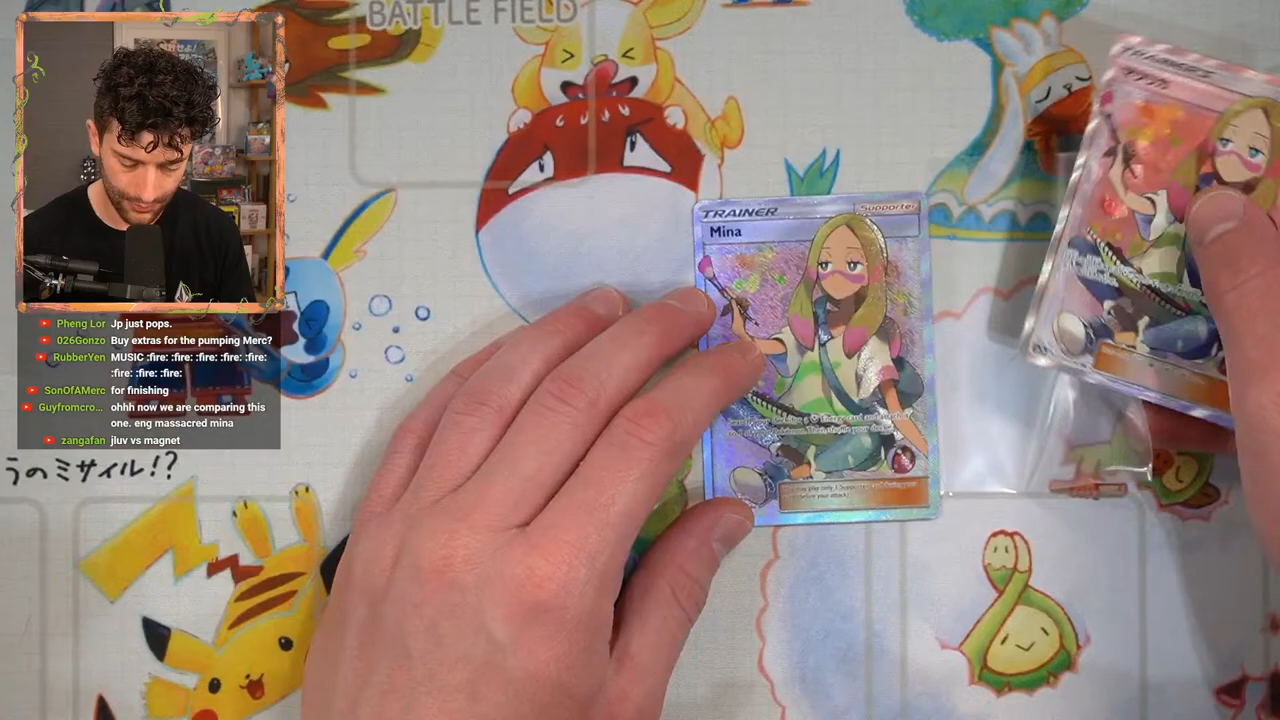 BATTLE FIELD
Pheng Lor Jp just pops.
026Gonzo Buy extras for the pumping Merc?
RubberYen MUSIC :fire: :fire: :fire: :fire: :fire:
:fire: :fire: :fire:
SonOfAMerc for finishing
Guyfromcro... ohhh now we are comparing this
one. eng massacred mina
zangafan jluv vs magnet
うのミサイル!?
TRAINER Supporter
Mina
TRAINERS